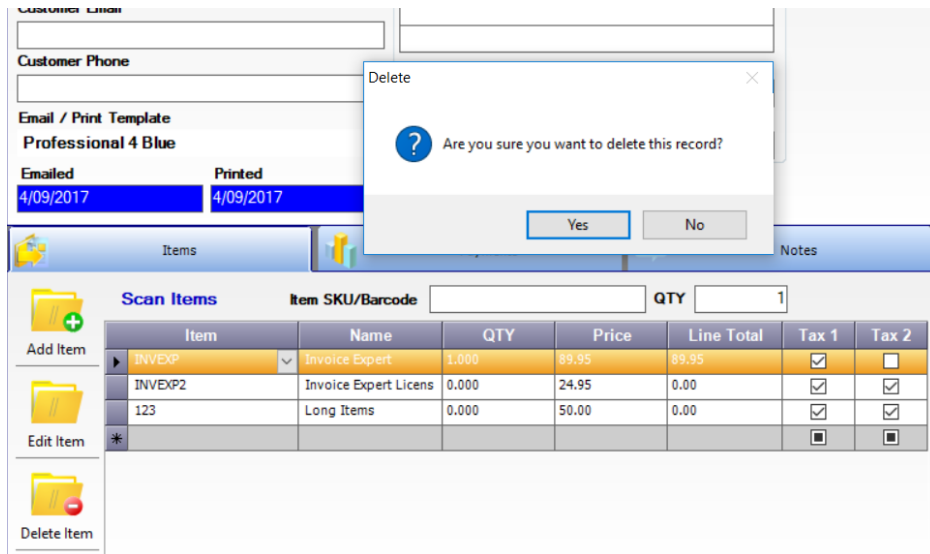 Customer Email
Customer Phone
Email / Print Template
Professional 4 Blue
Emailed
Printed
4/09/2017
4/09/2017
Delete
Are you sure you want to delete this record?
Yes
No
Items
Notes
Scan Items
Item SKU/Barcode
QTY
1
Add Item
Edit Item
Delete Item
Item Name QTY Price Line Total Tax 1 Tax 2
INVEXP Invoice Expert 1.000 89.95 89.95
INVEXP2 Invoice Expert Licens 0.000 24.95 0.00
123 Long Items 0.000 50.00 0.00